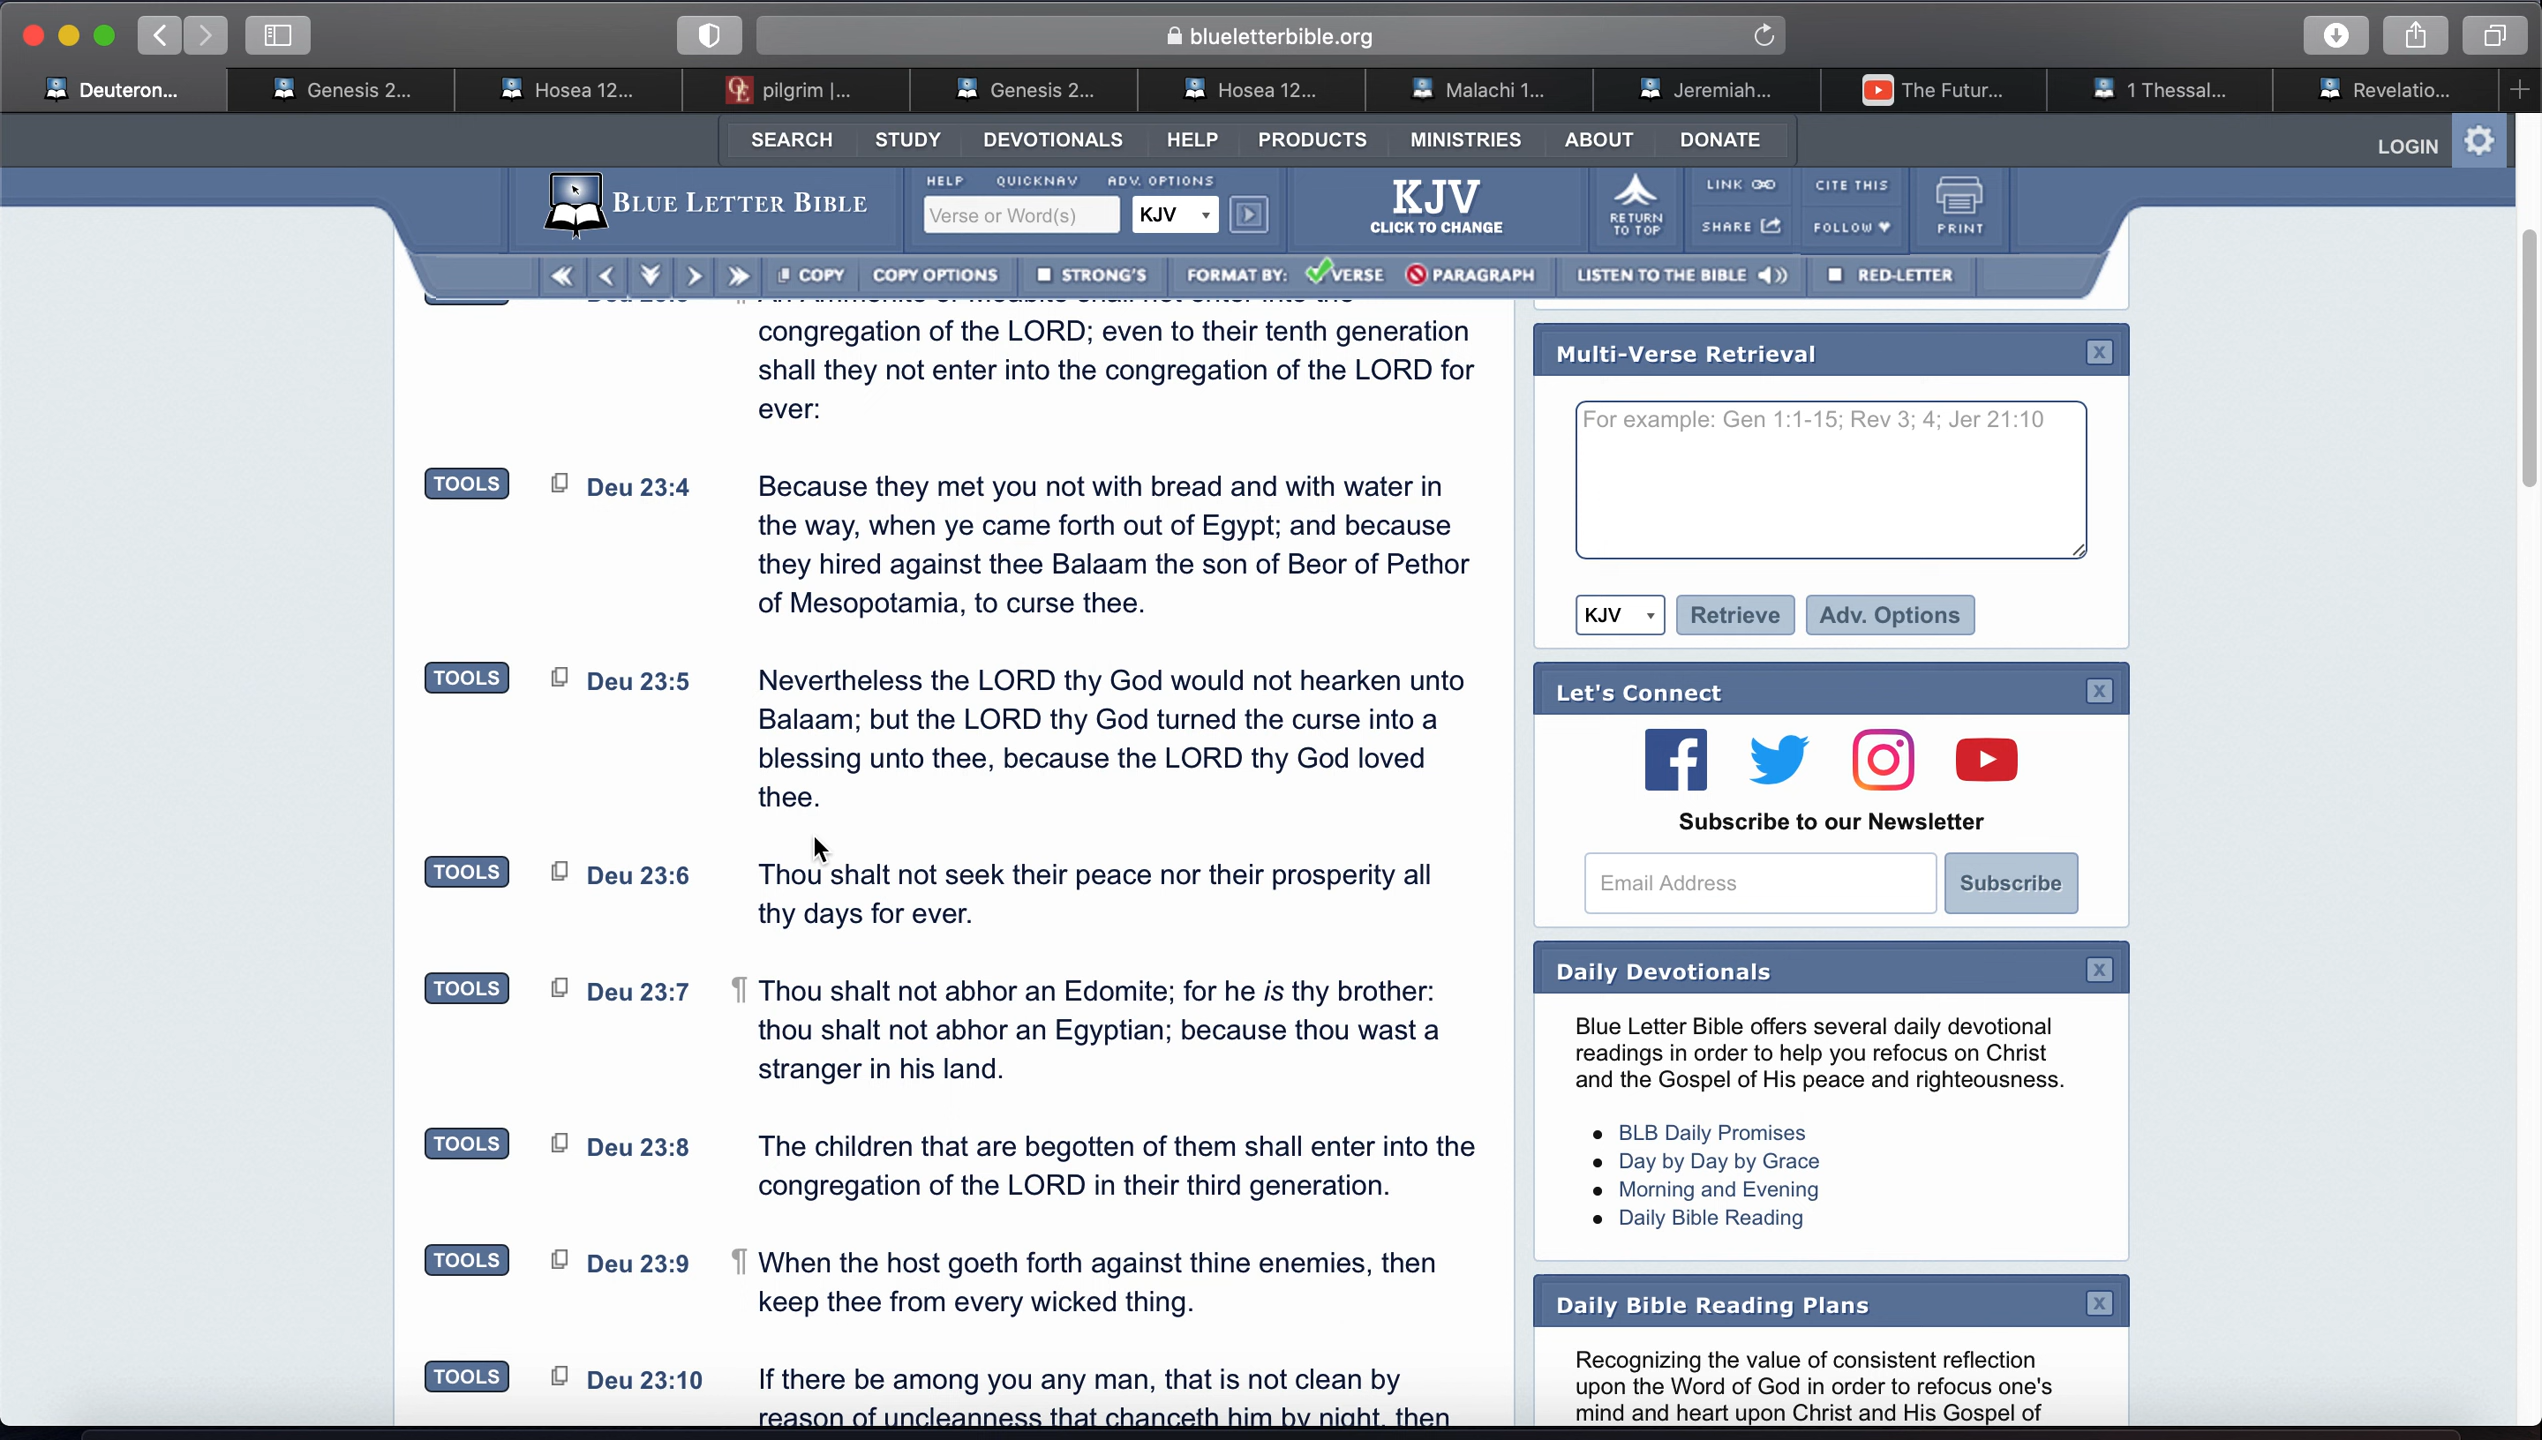 blueletterbible.org
Deuteron...
Genesis 2...
Hosea 12...
pilgrim |...
Genesis 2...
Hosea 12...
Malachi 1...
Jeremiah...
The Futur...
1 Thessal...
Revelatio...
SEARCH STUDY DEVOTIONALS HELP PRODUCTS MINISTRIES ABOUT DONATE
LOGIN
BLUE LETTER BIBLE
HELP QUICKNAV ADV. OPTIONS
Verse or Word(s)
KJV
KJV
CLICK TO CHANGE
RETURN
TO TOP
LINK
SHARE
CITE THIS
FOLLOW
PRINT
COPY COPY OPTIONS STRONG'S FORMAT BY: VERSE PARAGRAPH LISTEN TO THE BIBLE RED-LETTER
congregation of the LORD; even to their tenth generation
shall they not enter into the congregation of the LORD for
ever:
TOOLS Deu 23:4 Because they met you not with bread and with water in
the way, when ye came forth out of Egypt; and because
they hired against thee Balaam the son of Beor of Pethor
of Mesopotamia, to curse thee.
TOOLS Deu 23:5 Nevertheless the LORD thy God would not hearken unto
Balaam; but the LORD thy God turned the curse into a
blessing unto thee, because the LORD thy God loved
thee.
TOOLS Deu 23:6 Thou shalt not seek their peace nor their prosperity all
thy days for ever.
TOOLS Deu 23:7 ¶ Thou shalt not abhor an Edomite; for he is thy brother:
thou shalt not abhor an Egyptian; because thou wast a
stranger in his land.
TOOLS Deu 23:8 The children that are begotten of them shall enter into the
congregation of the LORD in their third generation.
TOOLS Deu 23:9 ¶ When the host goeth forth against thine enemies, then
keep thee from every wicked thing.
TOOLS Deu 23:10 If there be among you any man, that is not clean by
reason of uncleanness that chanceth him by night, then
Multi-Verse Retrieval X
For example: Gen 1:1-15; Rev 3; 4; Jer 21:10
KJV Retrieve Adv. Options
Let's Connect X
Subscribe to our Newsletter
Email Address Subscribe
Daily Devotionals X
Blue Letter Bible offers several daily devotional
readings in order to help you refocus on Christ
and the Gospel of His peace and righteousness.
• BLB Daily Promises
• Day by Day by Grace
• Morning and Evening
• Daily Bible Reading
Daily Bible Reading Plans X
Recognizing the value of consistent reflection
upon the Word of God in order to refocus one's
mind and heart upon Christ and His Gospel of